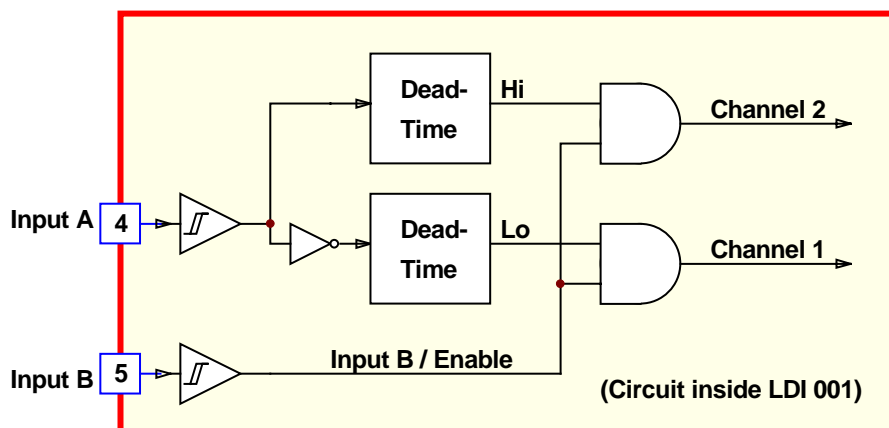 Dead-
Time
Hi
Channel 2
Input A
4
Dead-
Time
Lo
Channel 1
Input B
5
Input B / Enable
(Circuit inside LDI 001)